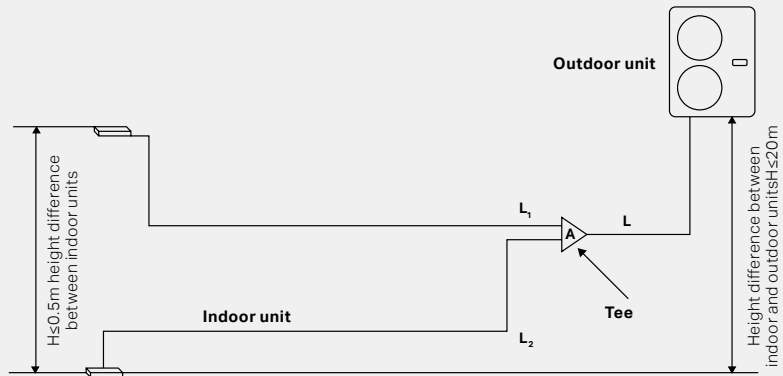 Outdoor unit
H≤0.5m height difference
between indoor units
L₁
A
L
Tee
Indoor unit
L₂
Height difference between
indoor and outdoor unitsH≤20m